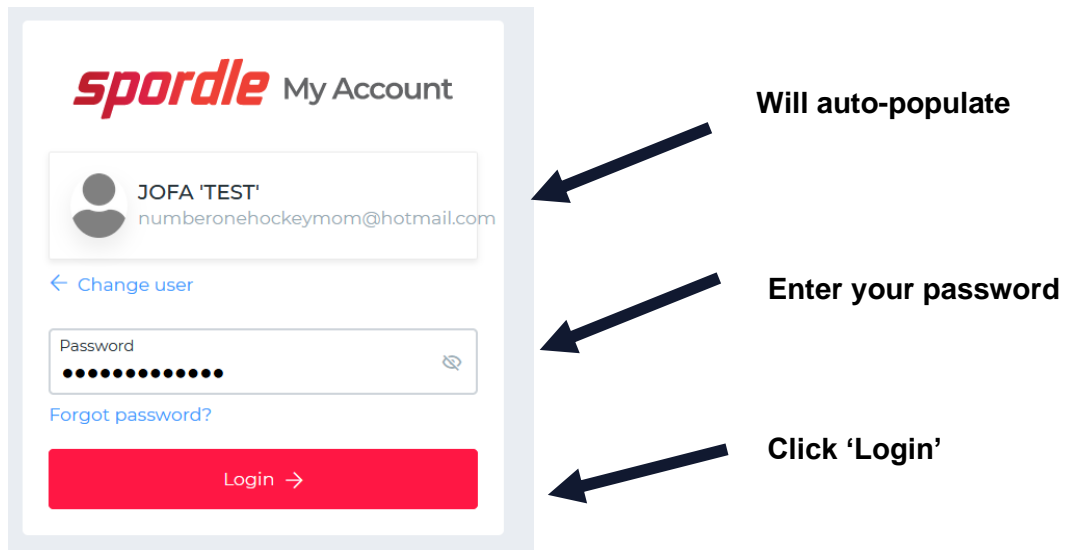 spordle My Account
Will auto-populate
JOFA 'TEST'
numberonehockeymom@hotmail.com
← Change user
Enter your password
Password
●●●●●●●●●●●●●
Forgot password?
Click ‘Login’
Login →